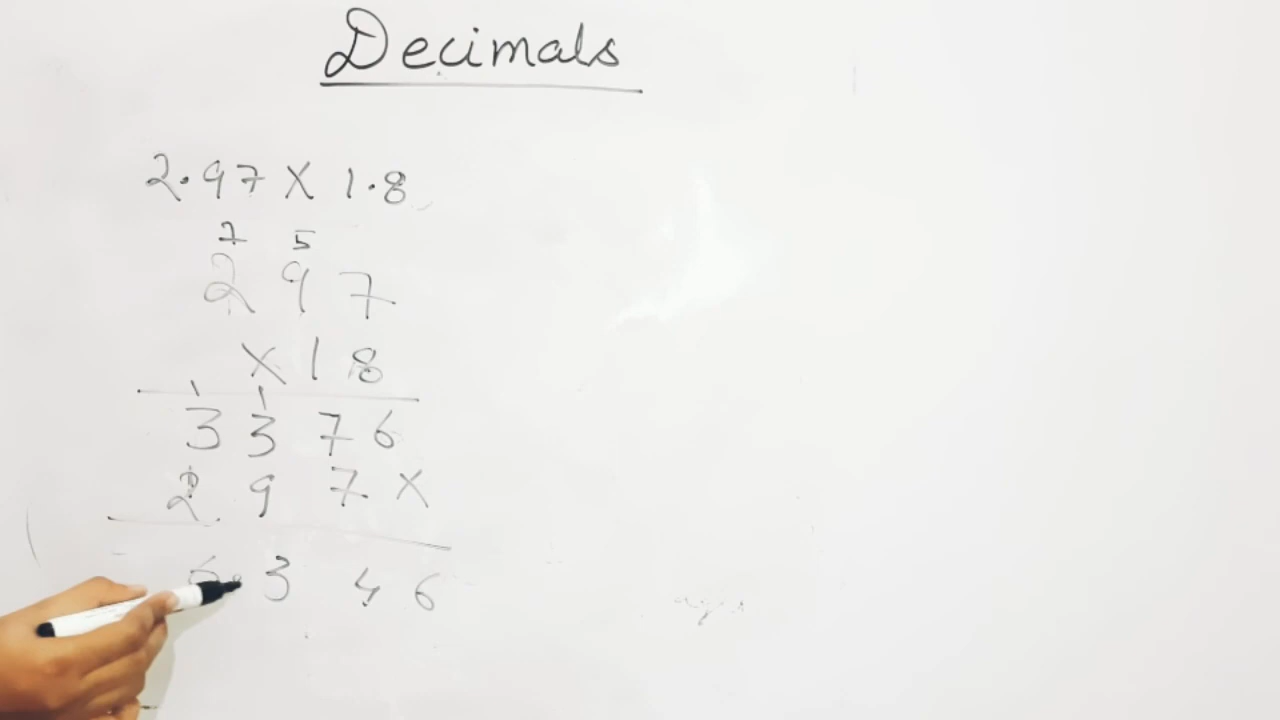 Decimals
2.97 X 1.8
7 5
2 9 7
X 1 8
1 1
3 3 7 6
2 9 7 X
6.3 4 6